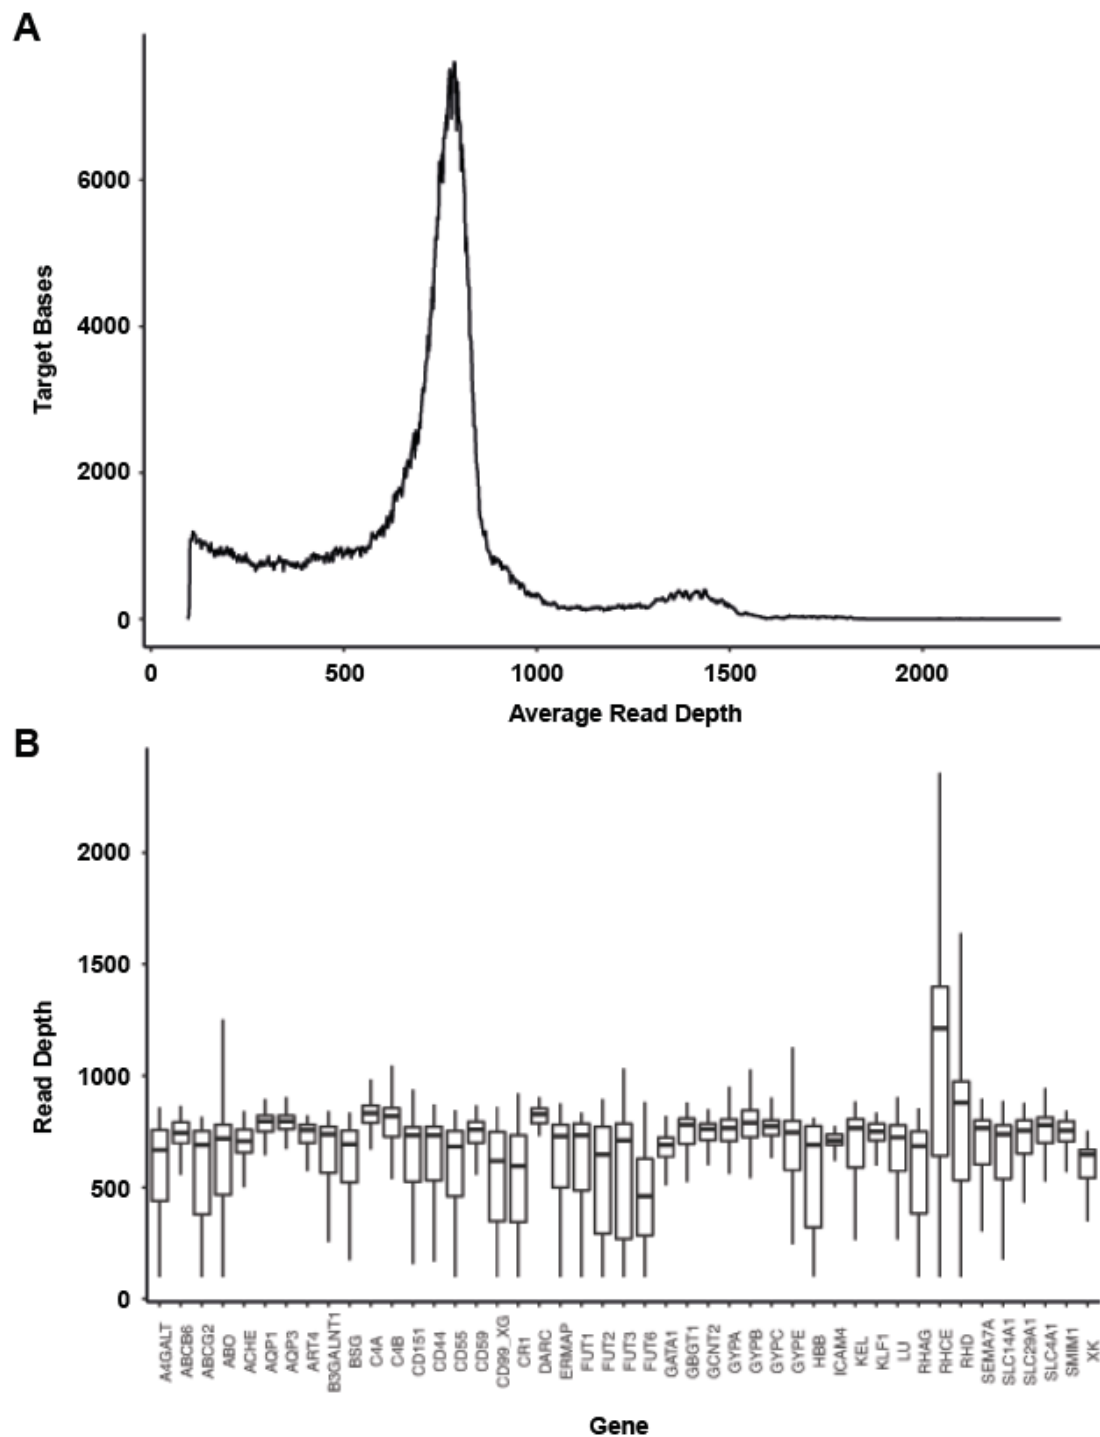 A
6000
4000
2000
0
Target Bases
0 500 1000 1500 2000
Average Read Depth
B
2000
1500
1000
500
0
Read Depth
A4GALT
ABCB6
ABCG2
ABO
ACHE
AQP1
AQP3
ART4
B3GALNT1
BSG
C4A
C4B
CD151
CD44
CD55
CD59
CD99_XG
CR1
DARC
ERMAP
FUT1
FUT2
FUT3
FUT6
GATA1
GBGT1
GCNT2
GYPA
GYPB
GYPC
GYPE
HBB
ICAM4
KEL
KLF1
LU
RHAG
RHCE
RHD
SEMA7A
SLC14A1
SLC29A1
SLC4A1
SMIM1
XK
Gene